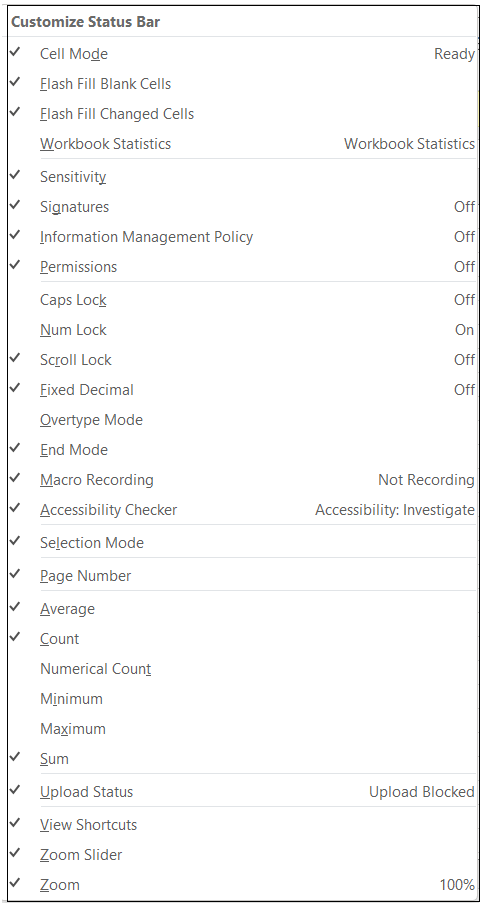 Customize Status Bar
Cell Mode Ready
Flash Fill Blank Cells
Flash Fill Changed Cells
Workbook Statistics Workbook Statistics
Sensitivity
Signatures Off
Information Management Policy Off
Permissions Off
Caps Lock Off
Num Lock On
Scroll Lock Off
Fixed Decimal Off
Overtype Mode
End Mode
Macro Recording Not Recording
Accessibility Checker Accessibility: Investigate
Selection Mode
Page Number
Average
Count
Numerical Count
Minimum
Maximum
Sum
Upload Status Upload Blocked
View Shortcuts
Zoom Slider
Zoom 100%